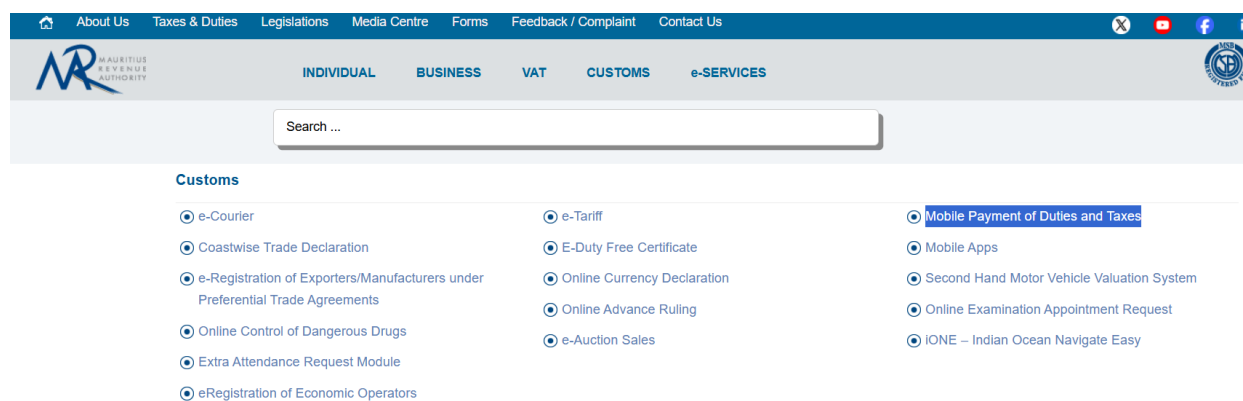 About Us Taxes & Duties Legislations Media Centre Forms Feedback / Complaint Contact Us
MAURITIUS
REVENUE
AUTHORITY
INDIVIDUAL BUSINESS VAT CUSTOMS e-SERVICES
MSB
REGISTERED
Search ...
Customs
e-Courier
Coastwise Trade Declaration
e-Registration of Exporters/Manufacturers under
Preferential Trade Agreements
Online Control of Dangerous Drugs
Extra Attendance Request Module
eRegistration of Economic Operators
e-Tariff
E-Duty Free Certificate
Online Currency Declaration
Online Advance Ruling
e-Auction Sales
Mobile Payment of Duties and Taxes
Mobile Apps
Second Hand Motor Vehicle Valuation System
Online Examination Appointment Request
iONE – Indian Ocean Navigate Easy